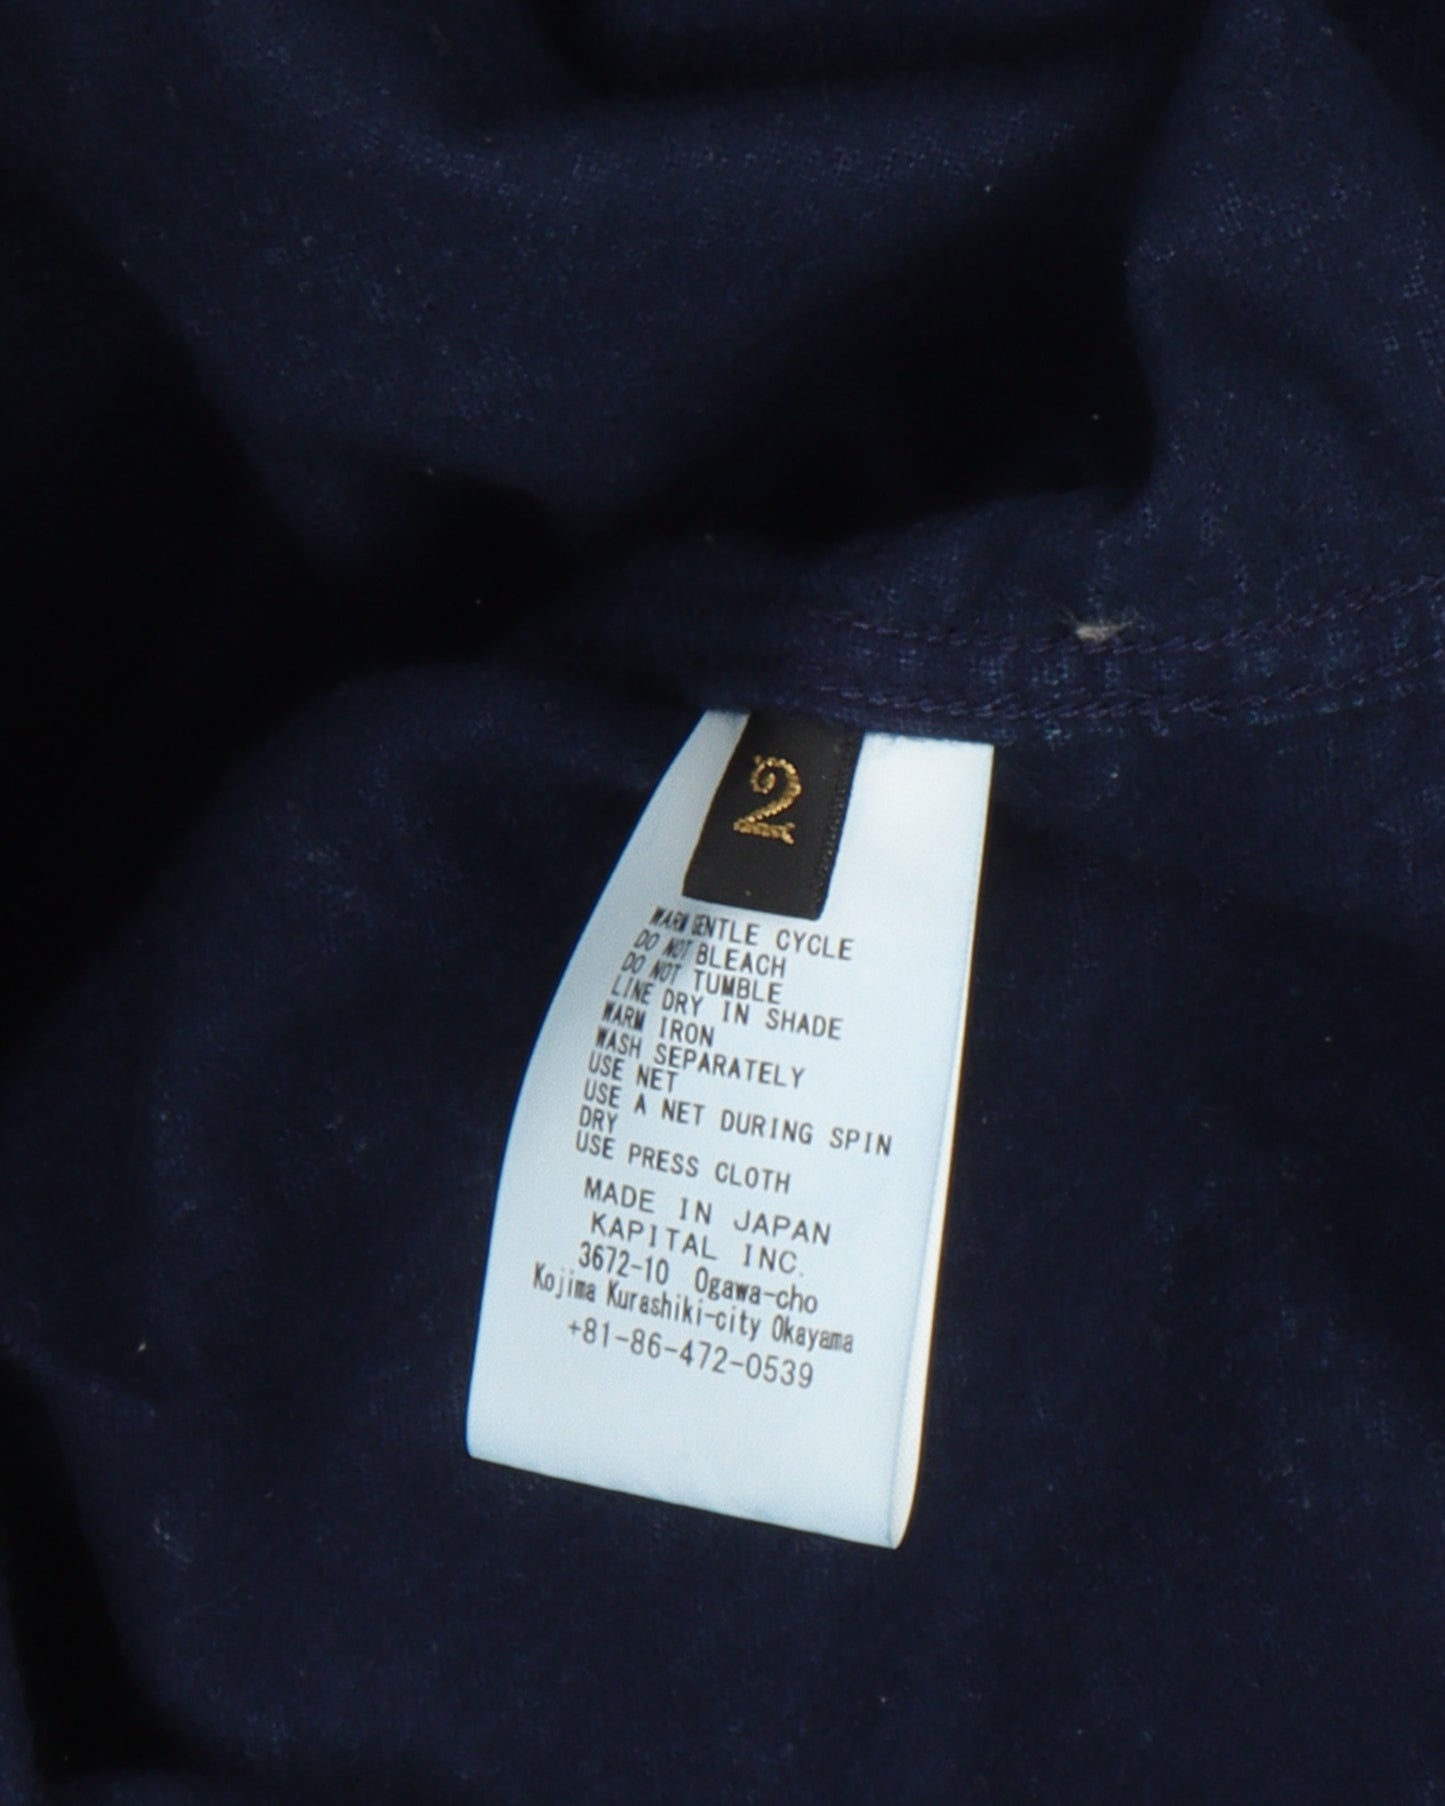 2
WARM GENTLE CYCLE
DO NOT BLEACH
DO NOT TUMBLE
LINE DRY IN SHADE
WARM IRON
WASH SEPARATELY
USE NET
USE A NET DURING SPIN
DRY
USE PRESS CLOTH
MADE IN JAPAN
KAPITAL INC.
3672-10 Ogawa-cho
Kojima Kurashiki-city Okayama
+81-86-472-0539